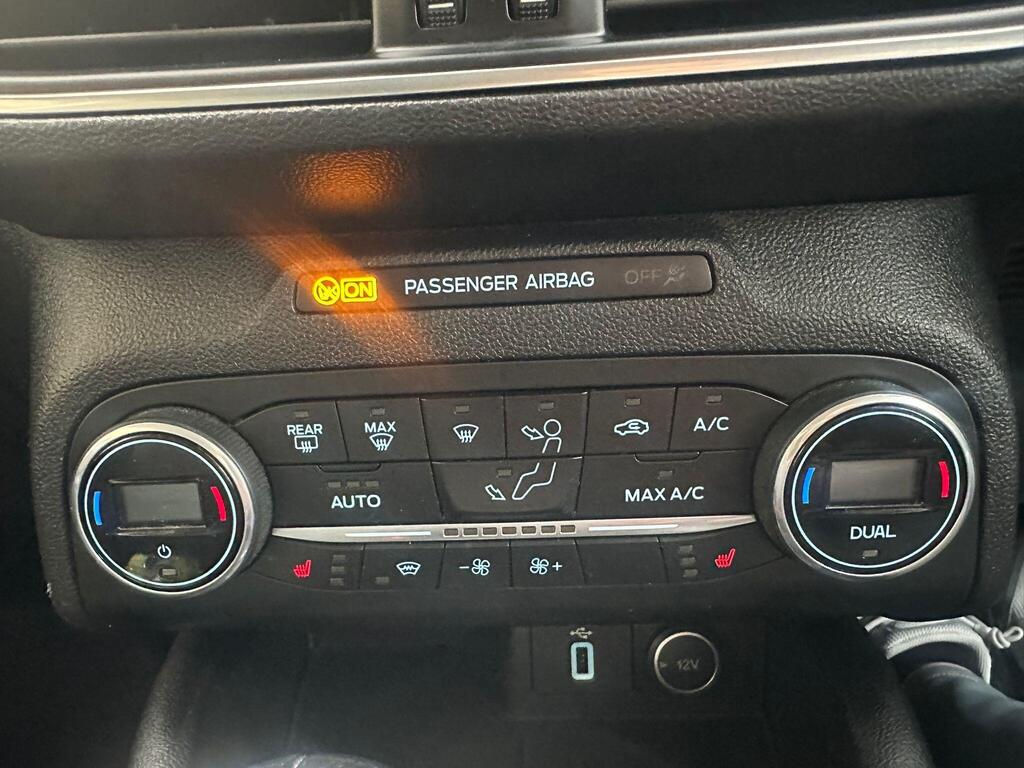 ON PASSENGER AIRBAG OFF
REAR
MAX
A/C
AUTO
MAX A/C
DUAL
- +
12V